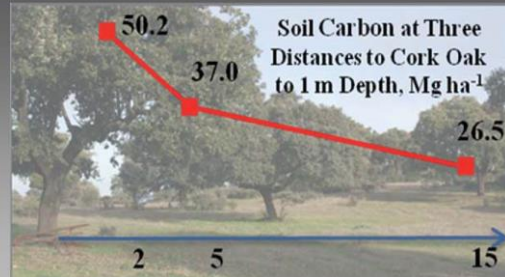 Soil Carbon at Three
Distances to Cork Oak
to 1 m Depth, Mg ha-1
50.2
37.0
26.5
2 5 15